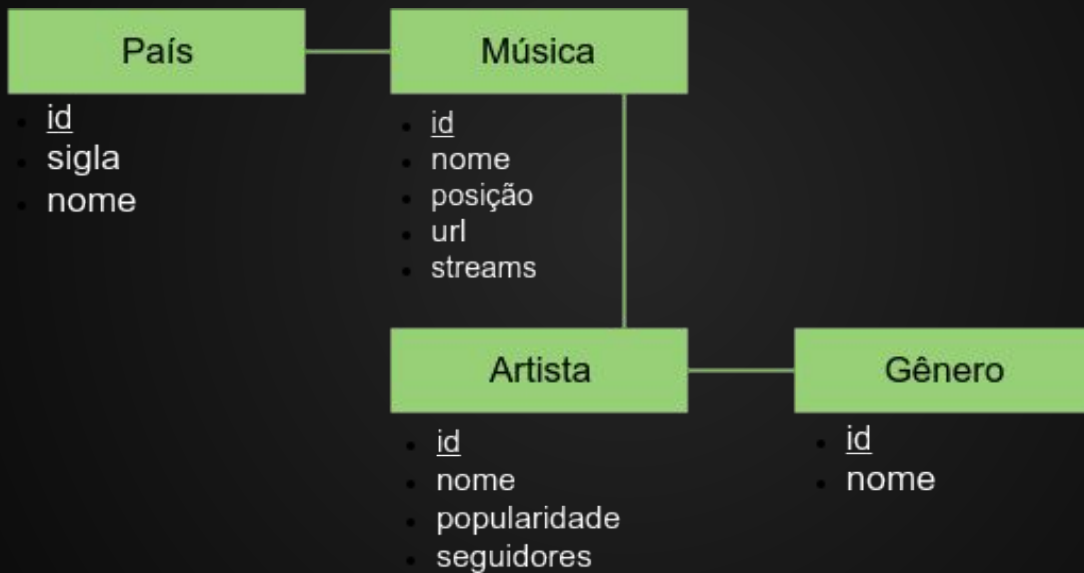 País
id
sigla
nome
Música
id
nome
posição
url
streams
Artista
id
nome
popularidade
seguidores
Gênero
id
nome